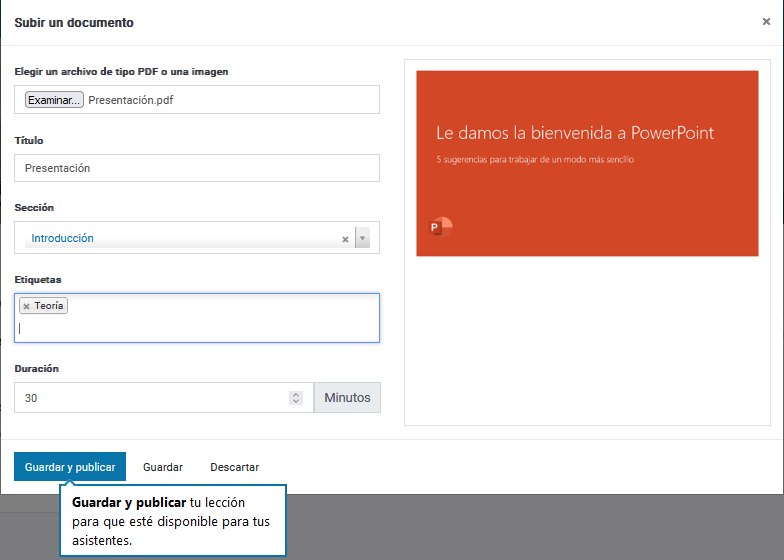 Subir un documento
×
Elegir un archivo de tipo PDF o una imagen
Examinar... Presentación.pdf
Título
Presentación
Sección
Introducción ×
Etiquetas
× Teoría
Duración
30 Minutos
Le damos la bienvenida a PowerPoint
5 sugerencias para trabajar de un modo más sencillo
P
Guardar y publicar Guardar Descartar
Guardar y publicar tu lección
para que esté disponible para tus
asistentes.